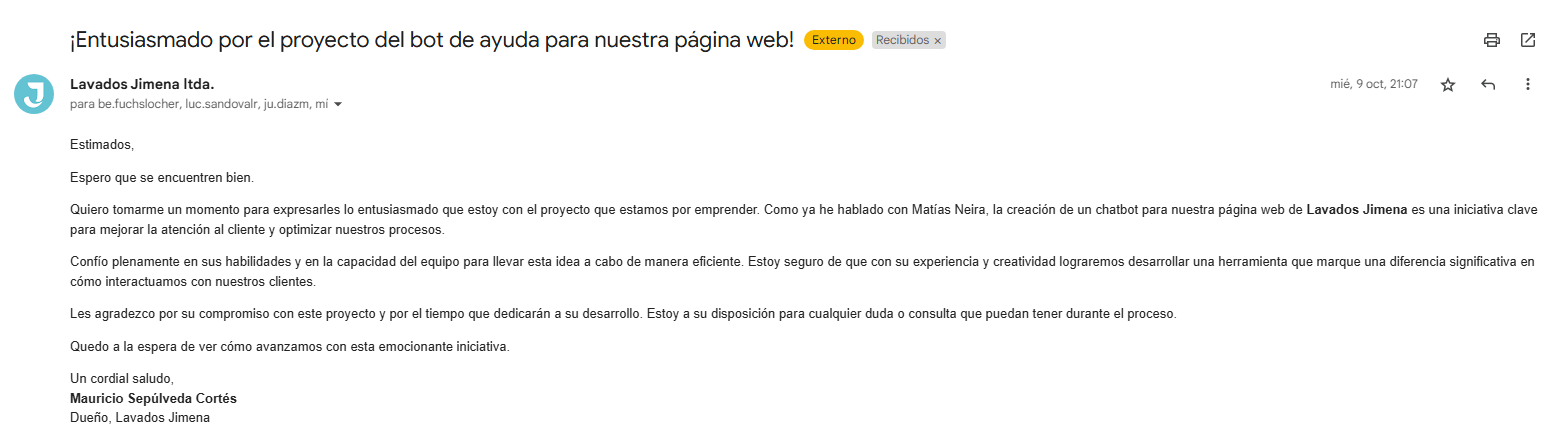 ¡Entusiasmado por el proyecto del bot de ayuda para nuestra página web! Externo Recibidos ×
J
Lavados Jimena ltda. mié, 9 oct, 21:07
para be.fuchslocher, luc.sandovalr, ju.diazm, mí
Estimados,
Espero que se encuentren bien.
Quiero tomarme un momento para expresarles lo entusiasmado que estoy con el proyecto que estamos por emprender. Como ya he hablado con Matías Neira, la creación de un chatbot para nuestra página web de Lavados Jimena es una iniciativa clave
para mejorar la atención al cliente y optimizar nuestros procesos.
Confío plenamente en sus habilidades y en la capacidad del equipo para llevar esta idea a cabo de manera eficiente. Estoy seguro de que con su experiencia y creatividad lograremos desarrollar una herramienta que marque una diferencia significativa en
cómo interactuamos con nuestros clientes.
Les agradezco por su compromiso con este proyecto y por el tiempo que dedicarán a su desarrollo. Estoy a su disposición para cualquier duda o consulta que puedan tener durante el proceso.
Quedo a la espera de ver cómo avanzamos con esta emocionante iniciativa.
Un cordial saludo,
Mauricio Sepúlveda Cortés
Dueño, Lavados Jimena